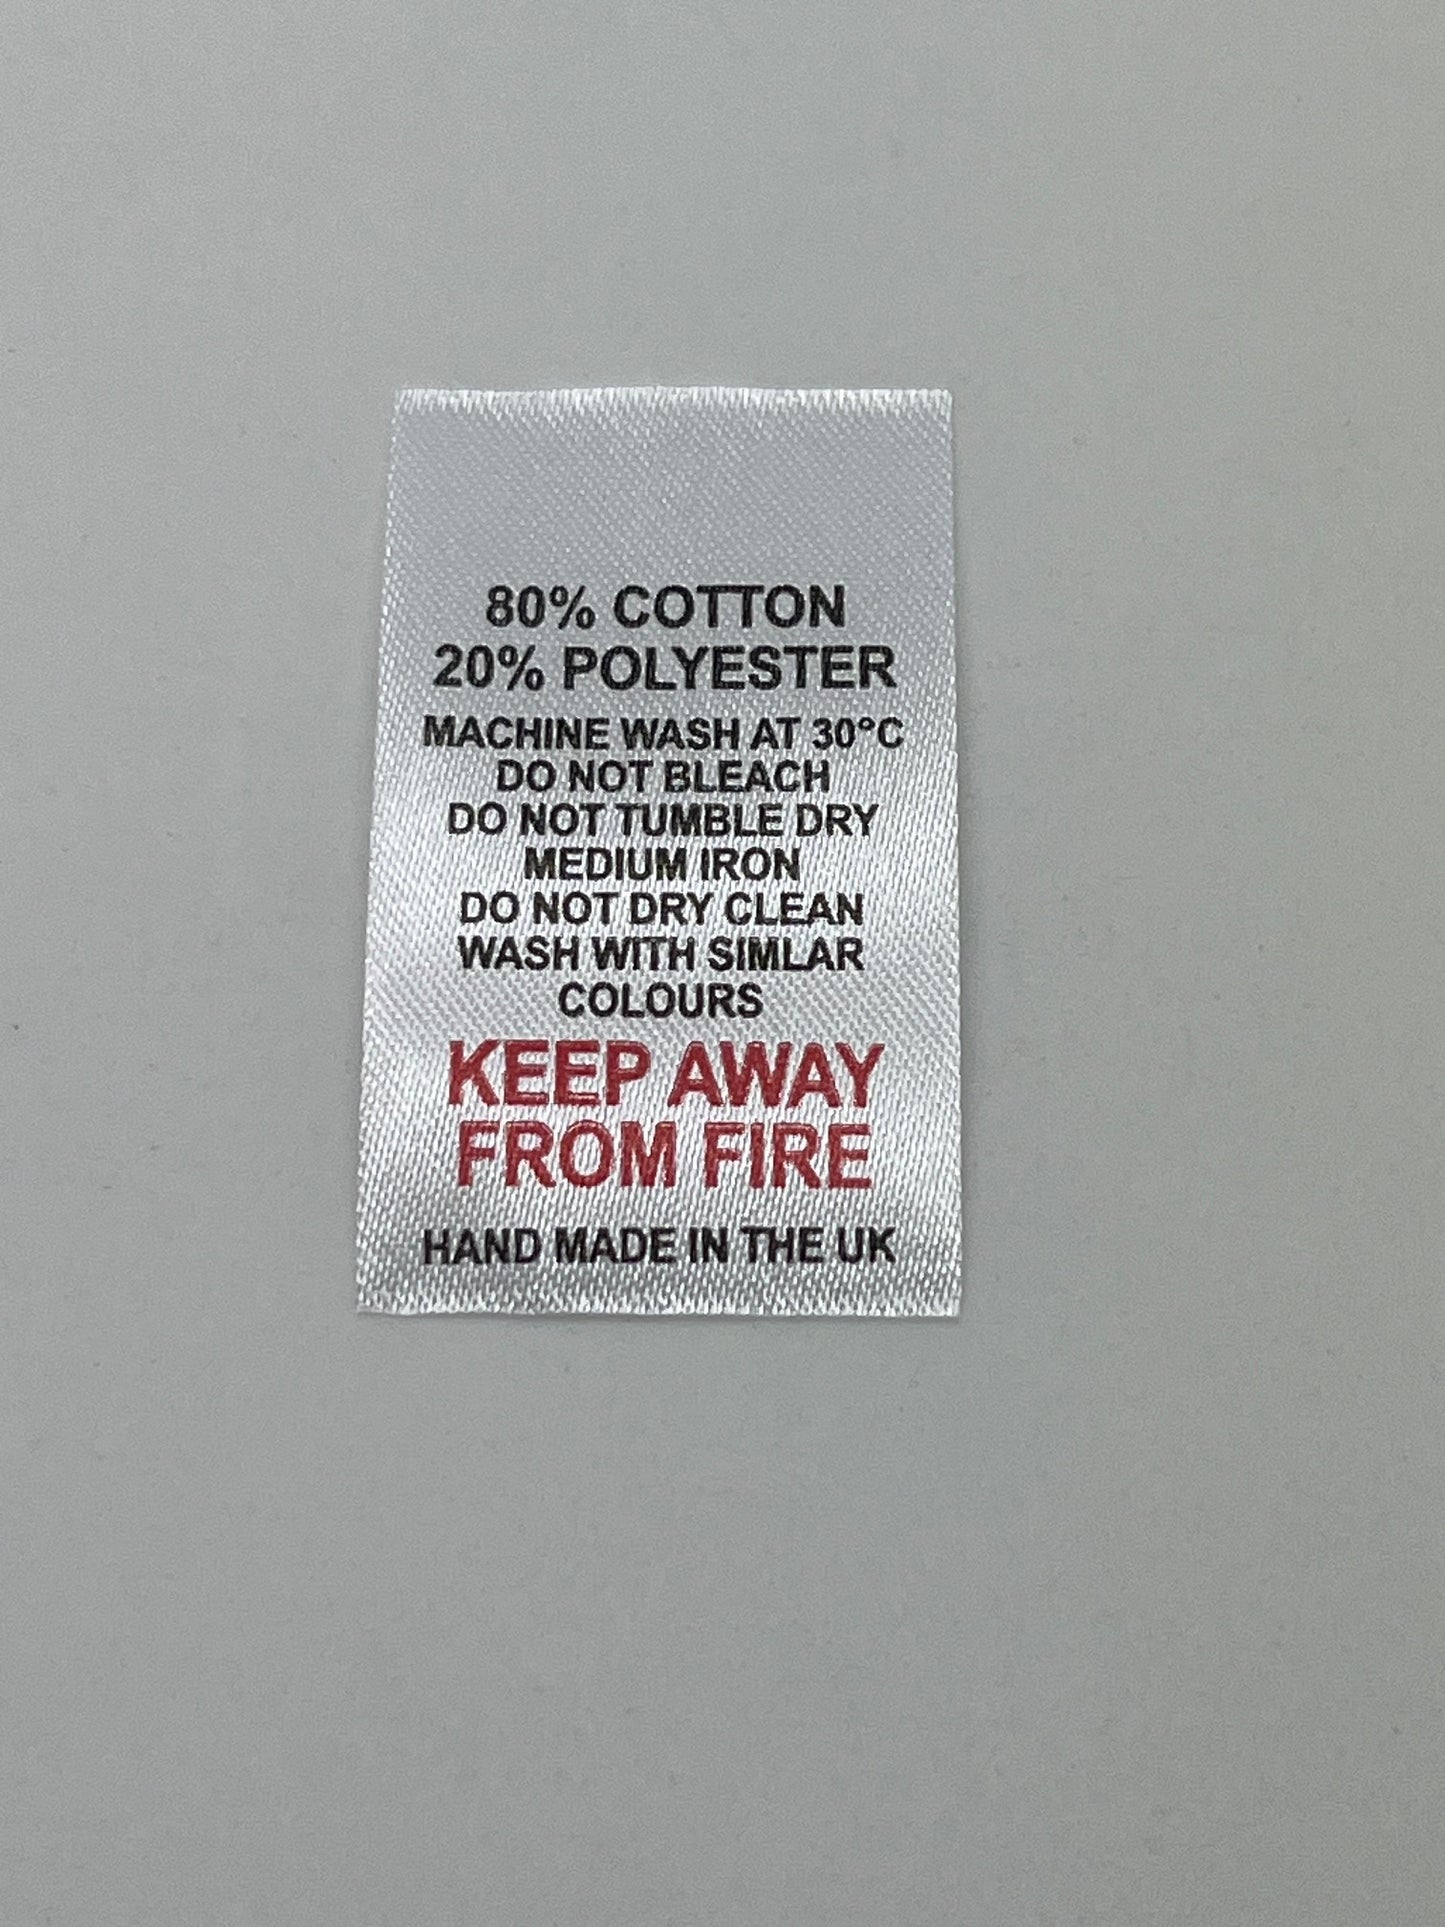 80% COTTON
20% POLYESTER
MACHINE WASH AT 30°C
DO NOT BLEACH
DO NOT TUMBLE DRY
MEDIUM IRON
DO NOT DRY CLEAN
WASH WITH SIMLAR
COLOURS
KEEP AWAY
FROM FIRE
HAND MADE IN THE UK